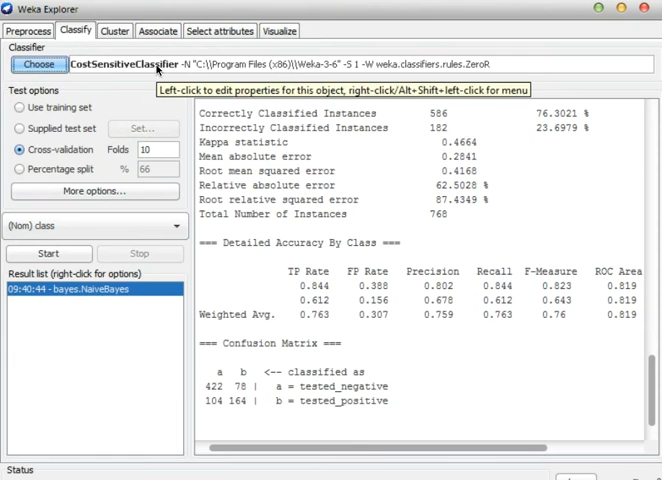 Weka Explorer
Preprocess Classify Cluster Associate Select attributes Visualize
Classifier
Choose CostSensitiveClassifier -N "C:\\Program Files (x86)\\Weka-3-6" -S 1 -W weka.classifiers.rules.ZeroR
Left-click to edit properties for this object, right-click/Alt+Shift+left-click for menu
Test options
Use training set
Supplied test set Set...
Cross-validation Folds 10
Percentage split % 66
More options...
(Nom) class
Start Stop
Result list (right-click for options)
09:40:44 - bayes.NaiveBayes
Correctly Classified Instances 586 76.3021 %
Incorrectly Classified Instances 182 23.6979 %
Kappa statistic 0.4664
Mean absolute error 0.2841
Root mean squared error 0.4168
Relative absolute error 62.5028 %
Root relative squared error 87.4349 %
Total Number of Instances 768
=== Detailed Accuracy By Class ===
TP Rate FP Rate Precision Recall F-Measure ROC Area
0.844 0.388 0.802 0.844 0.823 0.819
0.612 0.156 0.678 0.612 0.643 0.819
Weighted Avg. 0.763 0.307 0.759 0.763 0.76 0.819
=== Confusion Matrix ===
a b <-- classified as
422 78 | a = tested_negative
104 164 | b = tested_positive
Status